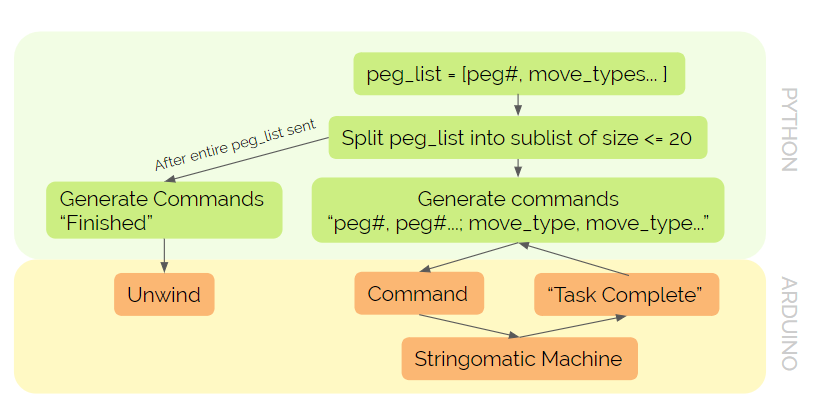 peg_list = [peg#, move_types... ]
PYTHON
After entire peg_list sent
Split peg_list into sublist of size <= 20
Generate Commands
“Finished”
Generate commands
“peg#, peg#...; move_type, move_type...”
Unwind
Command
“Task Complete”
ARDUINO
Stringomatic Machine